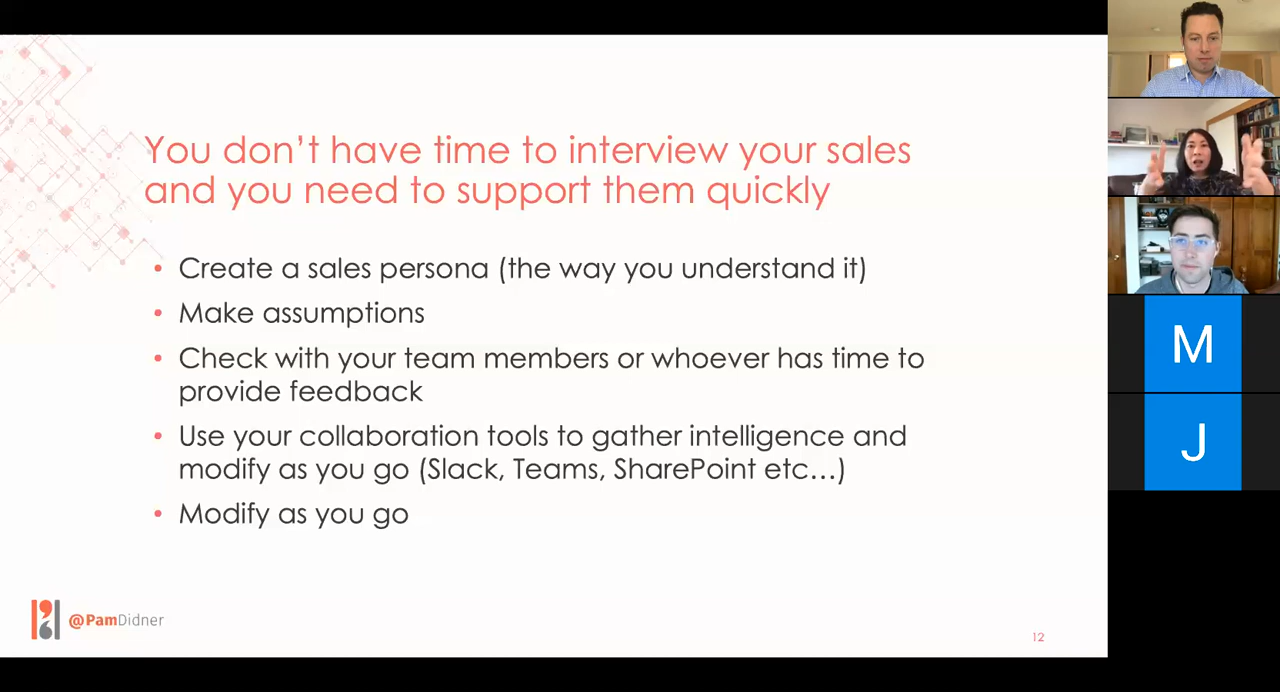 You don’t have time to interview your sales
and you need to support them quickly
• Create a sales persona (the way you understand it)
• Make assumptions
• Check with your team members or whoever has time to
provide feedback
• Use your collaboration tools to gather intelligence and
modify as you go (Slack, Teams, SharePoint etc…)
• Modify as you go
@PamDidner
12
M
J